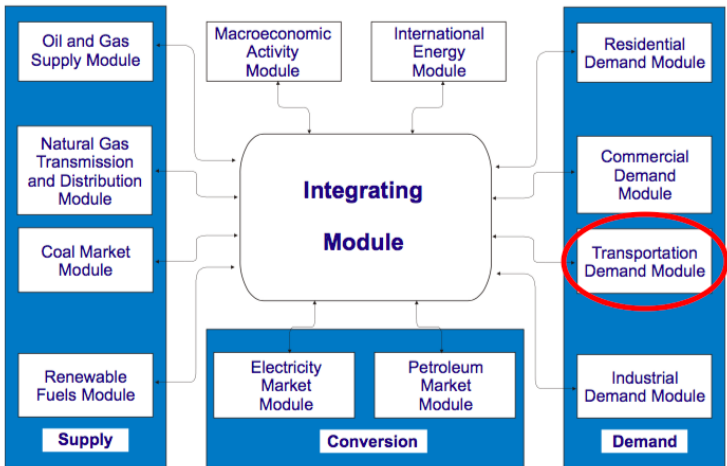 Oil and Gas
Supply Module
Macroeconomic
Activity
Module
International
Energy
Module
Residential
Demand Module
Natural Gas
Transmission
and Distribution
Module
Integrating
Module
Commercial
Demand
Module
Coal Market
Module
Transportation
Demand Module
Renewable
Fuels Module
Electricity
Market
Module
Petroleum
Market
Module
Industrial
Demand Module
Supply
Conversion
Demand